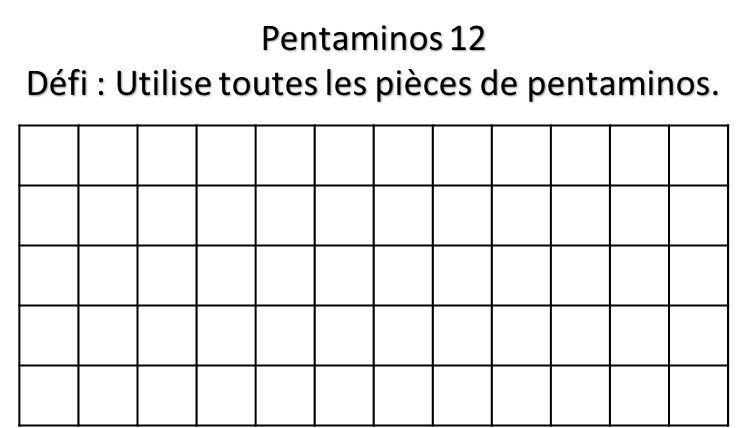 Pentaminos 12
Défi : Utilise toutes les pièces de pentaminos.